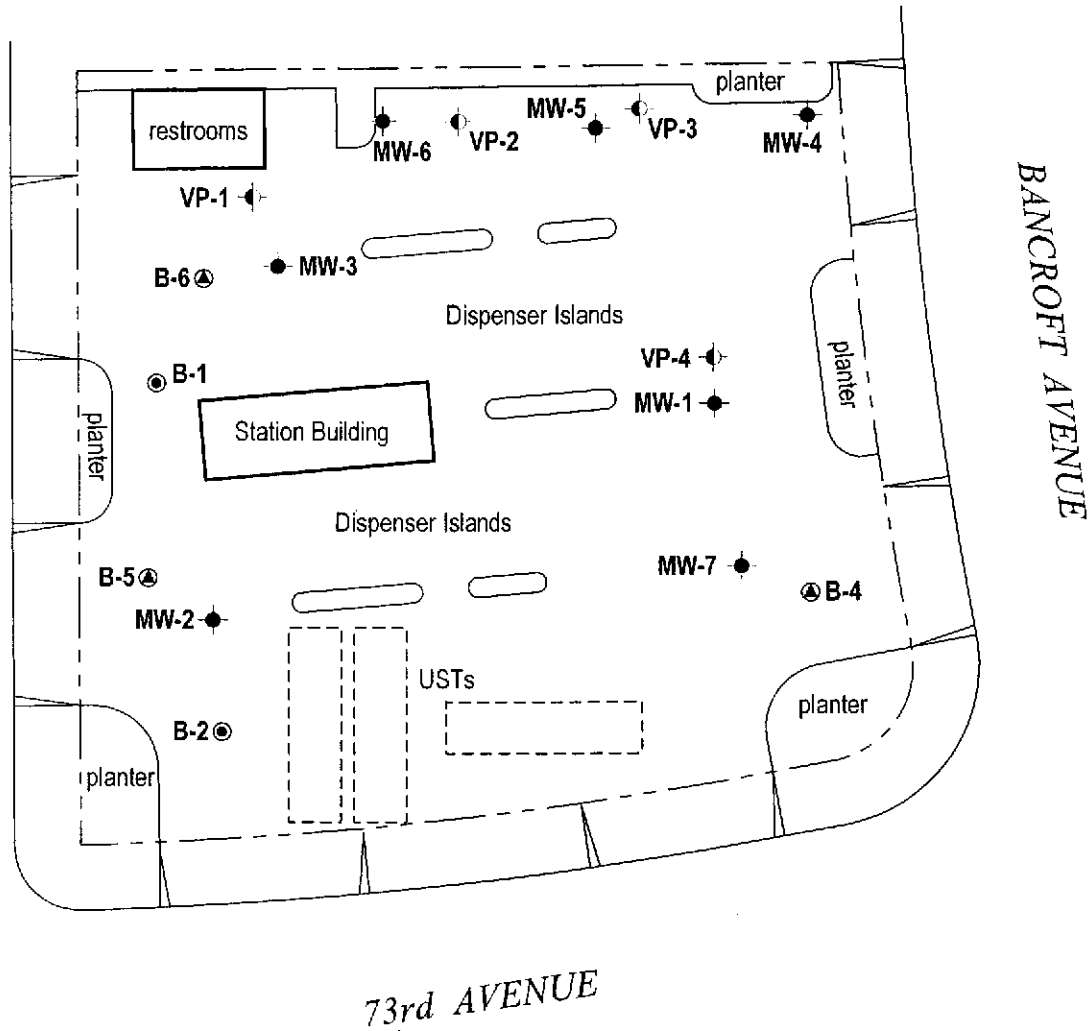 planter
restrooms
MW-5
MW-6
VP-2
VP-3
MW-4
VP-1
MW-3
B-6
BANCROFT AVENUE
Dispenser Islands
VP-4
planter
B-1
MW-1
planter
Station Building
Dispenser Islands
MW-7
B-5
B-4
MW-2
USTs
planter
B-2
planter
73rd AVENUE